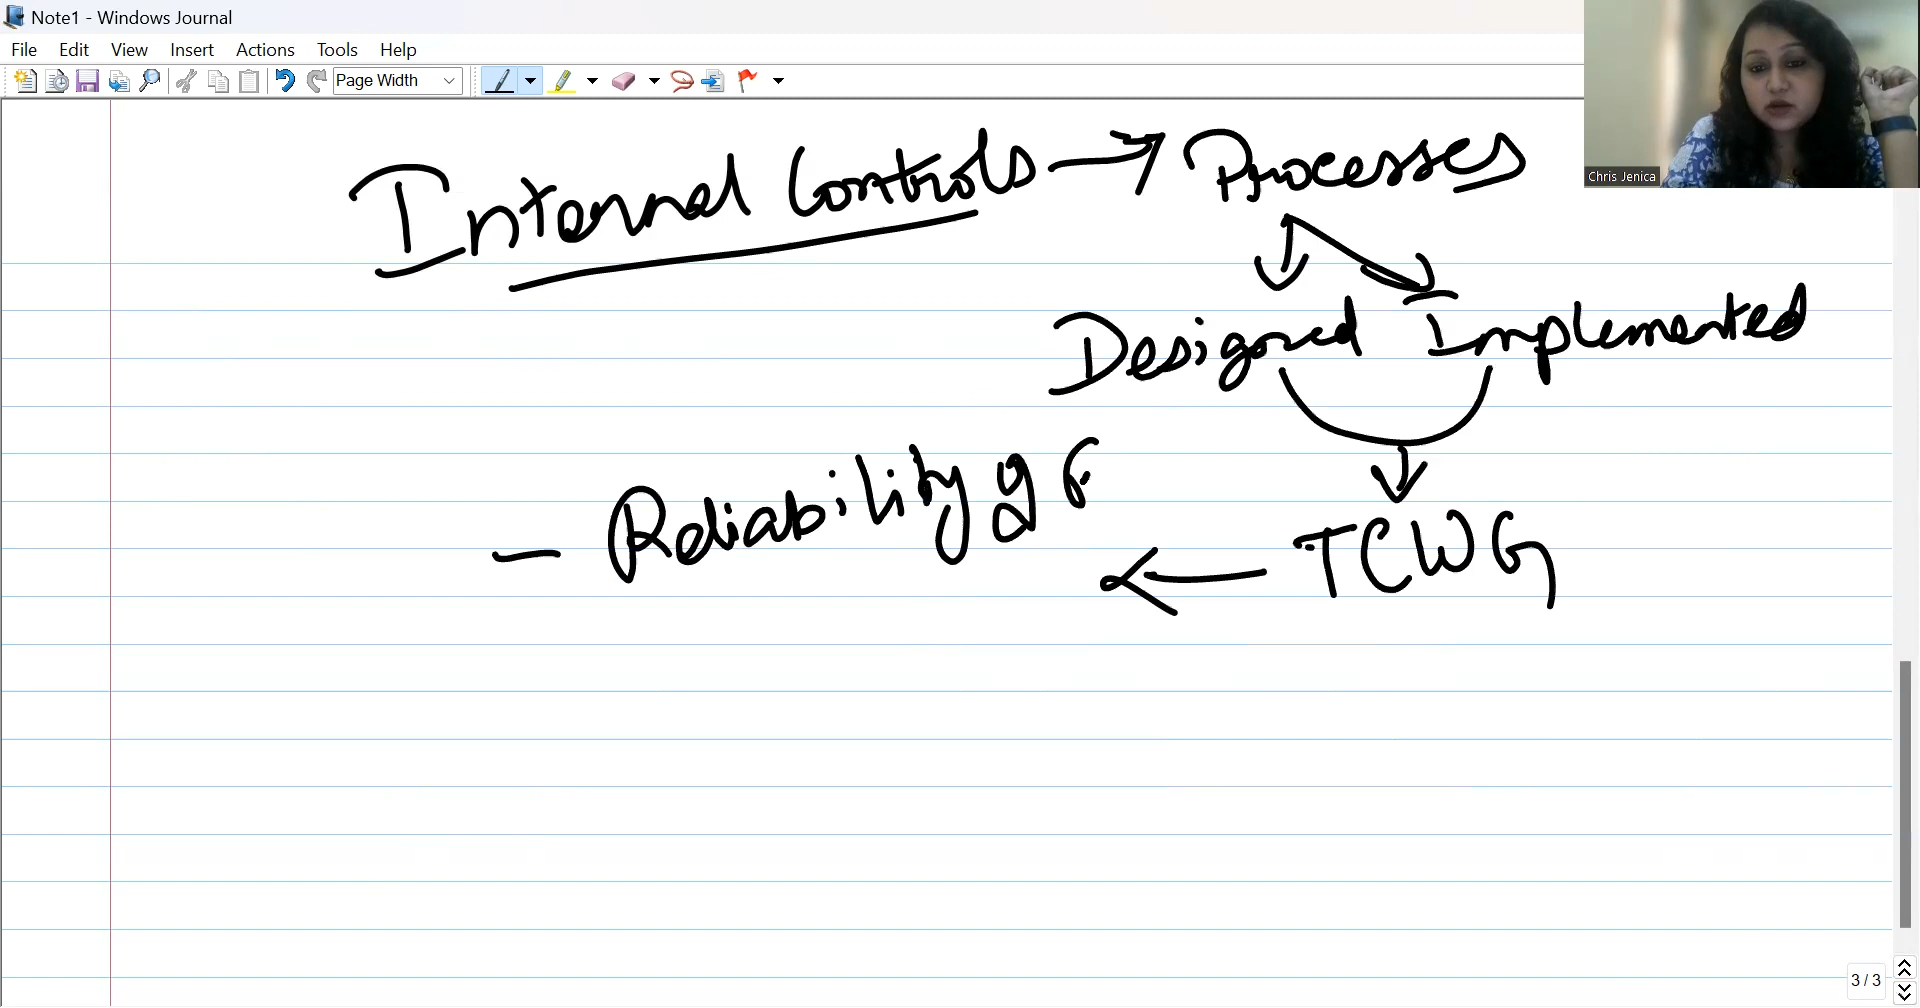 Note1 - Windows Journal
File Edit View Insert Actions Tools Help
Page Width
Chris Jenica
Internal Controls → Processes
Designed Implemented
- Reliability of F
← TCWG
3 / 3